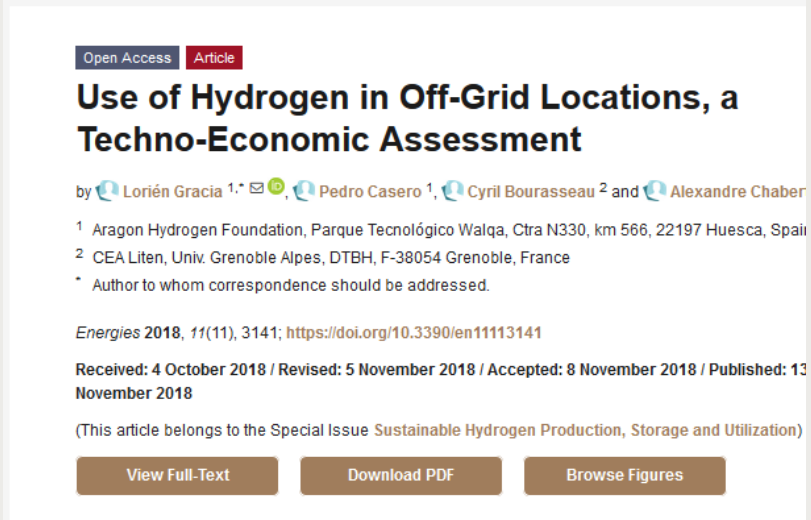 Open Access Article
Use of Hydrogen in Off-Grid Locations, a
Techno-Economic Assessment
by Lorién Gracia 1,* iD, Pedro Casero 1, Cyril Bourasseau 2 and Alexandre Chaber
1 Aragon Hydrogen Foundation, Parque Tecnológico Walqa, Ctra N330, km 566, 22197 Huesca, Spai
2 CEA Liten, Univ. Grenoble Alpes, DTBH, F-38054 Grenoble, France
* Author to whom correspondence should be addressed.
Energies 2018, 11(11), 3141; https://doi.org/10.3390/en11113141
Received: 4 October 2018 / Revised: 5 November 2018 / Accepted: 8 November 2018 / Published: 13
November 2018
(This article belongs to the Special Issue Sustainable Hydrogen Production, Storage and Utilization)
View Full-Text Download PDF Browse Figures